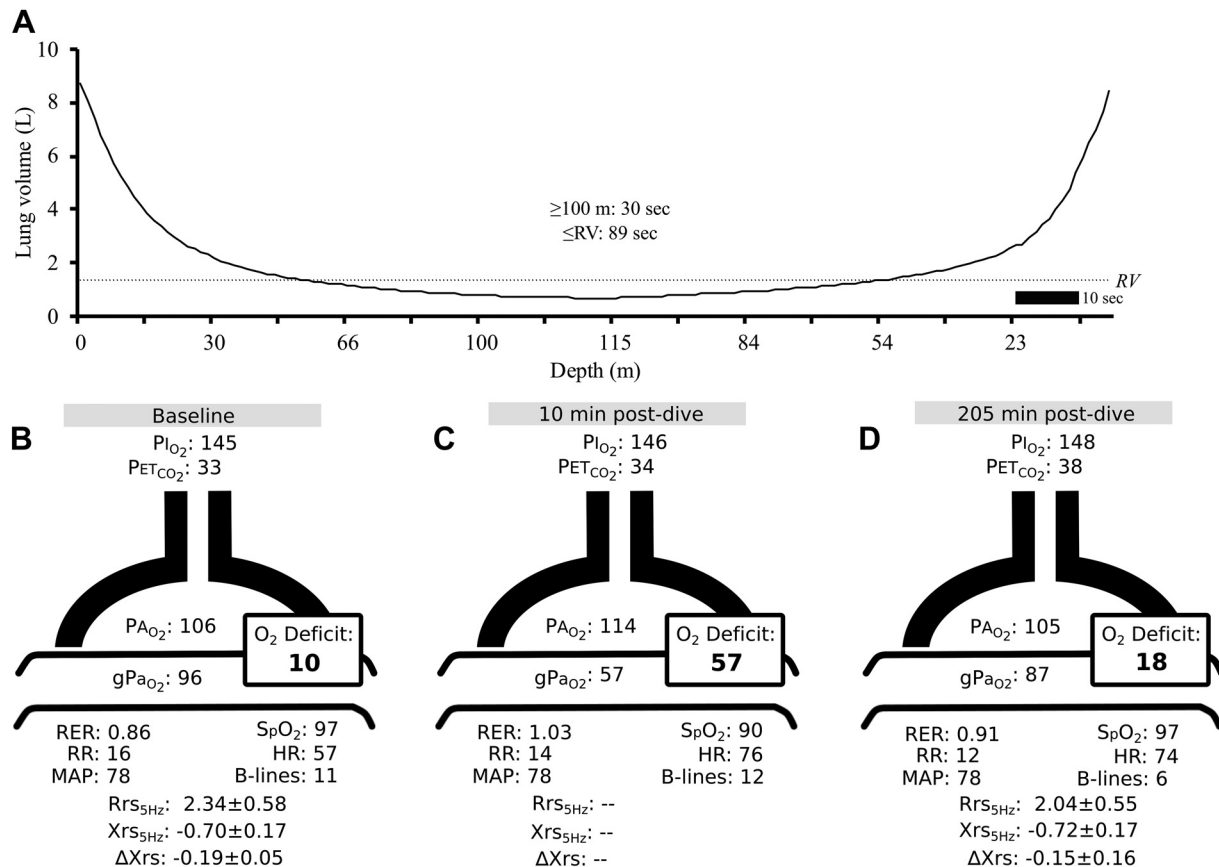 A
10
8
6
4
2
0
Lung volume (L)
≥100 m: 30 sec
≤RV: 89 sec
RV
10 sec
0 30 66 100 115 84 54 23
Depth (m)
B
Baseline
PIO₂: 145
PETCO₂: 33
PAO₂: 106
O₂ Deficit:
10
gPaO₂: 96
RER: 0.86 SpO₂: 97
RR: 16 HR: 57
MAP: 78 B-lines: 11
Rrs5Hz: 2.34±0.58
Xrs5Hz: -0.70±0.17
ΔXrs: -0.19±0.05
C
10 min post-dive
PIO₂: 146
PETCO₂: 34
PAO₂: 114
O₂ Deficit:
57
gPaO₂: 57
RER: 1.03 SpO₂: 90
RR: 14 HR: 76
MAP: 78 B-lines: 12
Rrs5Hz: --
Xrs5Hz: --
ΔXrs: --
D
205 min post-dive
PIO₂: 148
PETCO₂: 38
PAO₂: 105
O₂ Deficit:
18
gPaO₂: 87
RER: 0.91 SpO₂: 97
RR: 12 HR: 74
MAP: 78 B-lines: 6
Rrs5Hz: 2.04±0.55
Xrs5Hz: -0.72±0.17
ΔXrs: -0.15±0.16